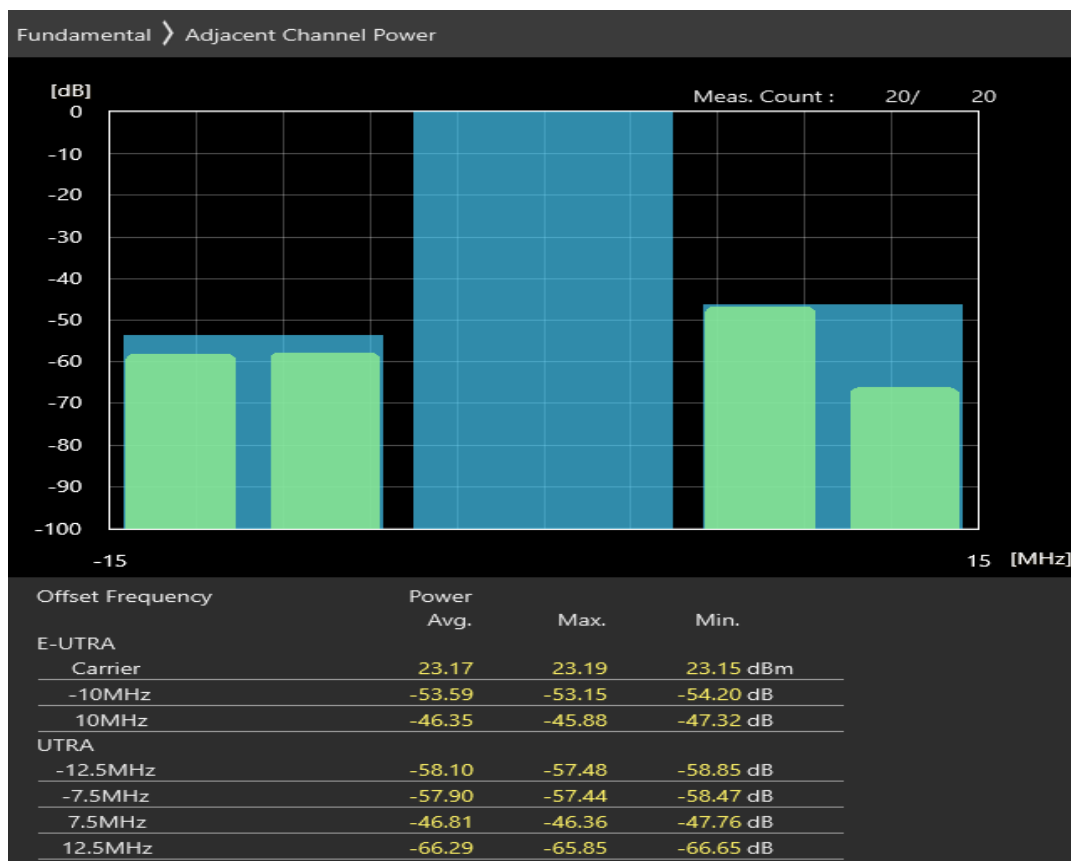 Fundamental ❯ Adjacent Channel Power
[dB]
Meas. Count : 20/ 20
0
-10
-20
-30
-40
-50
-60
-70
-80
-90
-100
-15 15 [MHz]
Offset Frequency Power
Avg. Max. Min.
E-UTRA
Carrier 23.17 23.19 23.15 dBm
-10MHz -53.59 -53.15 -54.20 dB
10MHz -46.35 -45.88 -47.32 dB
UTRA
-12.5MHz -58.10 -57.48 -58.85 dB
-7.5MHz -57.90 -57.44 -58.47 dB
7.5MHz -46.81 -46.36 -47.76 dB
12.5MHz -66.29 -65.85 -66.65 dB